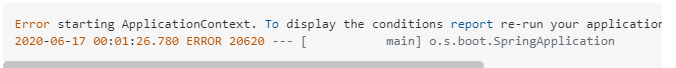 Error starting ApplicationContext. To display the conditions report re-run your application
2020-06-17 00:01:26.780 ERROR 20620 --- [           main] o.s.boot.SpringApplication